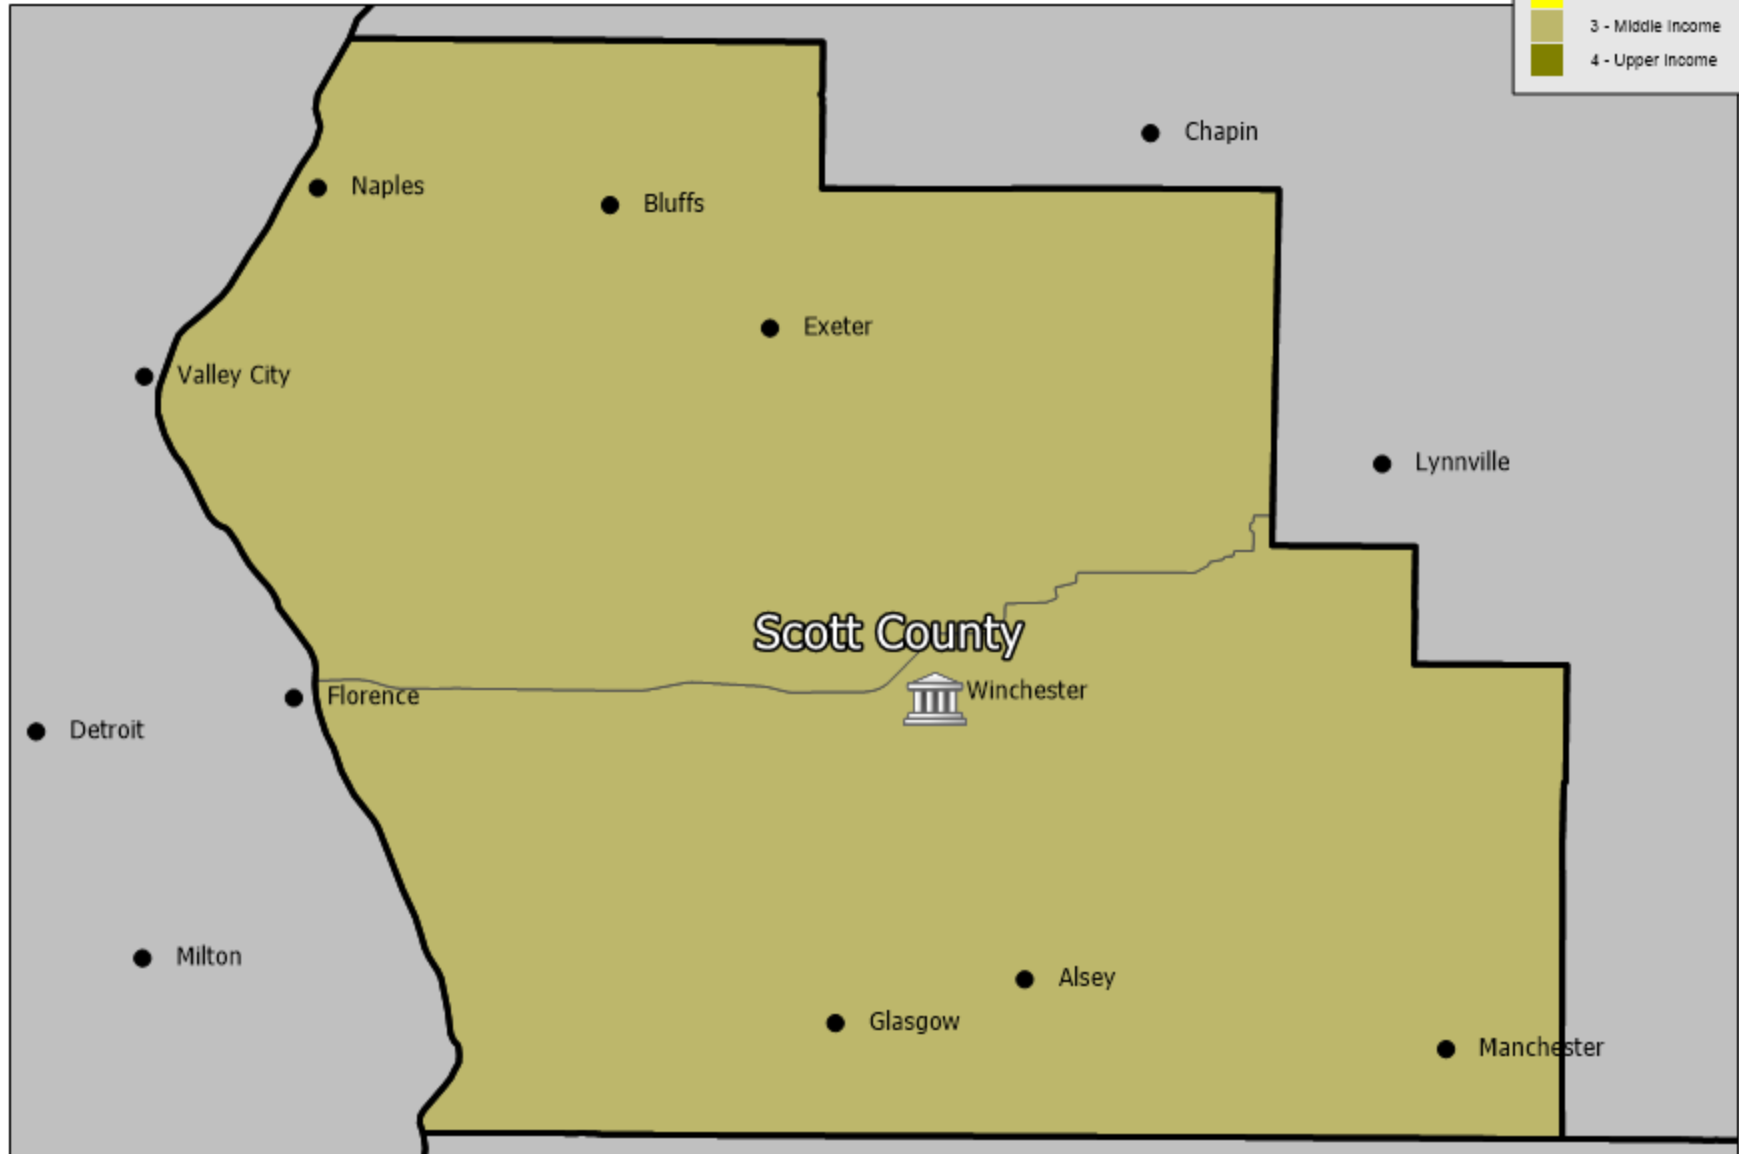 3 - Middle Income
4 - Upper Income
Chapin
Naples
Bluffs
Exeter
Valley City
Lynnville
Scott County
Winchester
Florence
Detroit
Milton
Alsey
Glasgow
Manchester